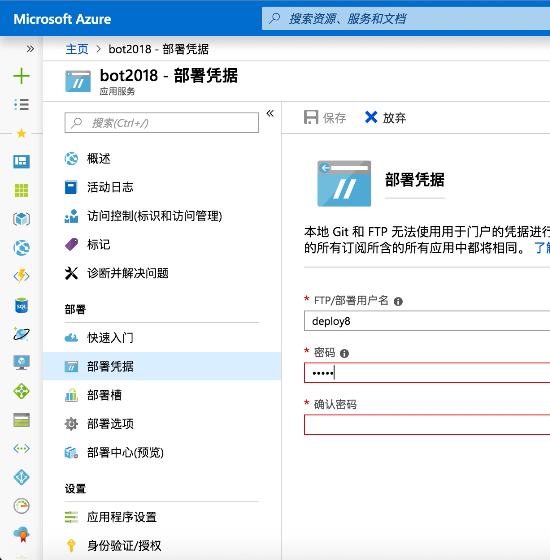 Microsoft Azure
搜索资源、服务和文档
主页 > bot2018 - 部署凭据
bot2018 - 部署凭据
应用服务
搜索(Ctrl+/)
保存
放弃
概述
活动日志
访问控制(标识和访问管理)
标记
诊断并解决问题
部署
快速入门
部署凭据
部署槽
部署选项
部署中心(预览)
设置
应用程序设置
身份验证/授权
部署凭据
本地 Git 和 FTP 无法使用用于门户的凭据进行
的所有订阅所含的所有应用中都将相同。
* FTP/部署用户名
deploy8
* 密码
•••••
* 确认密码